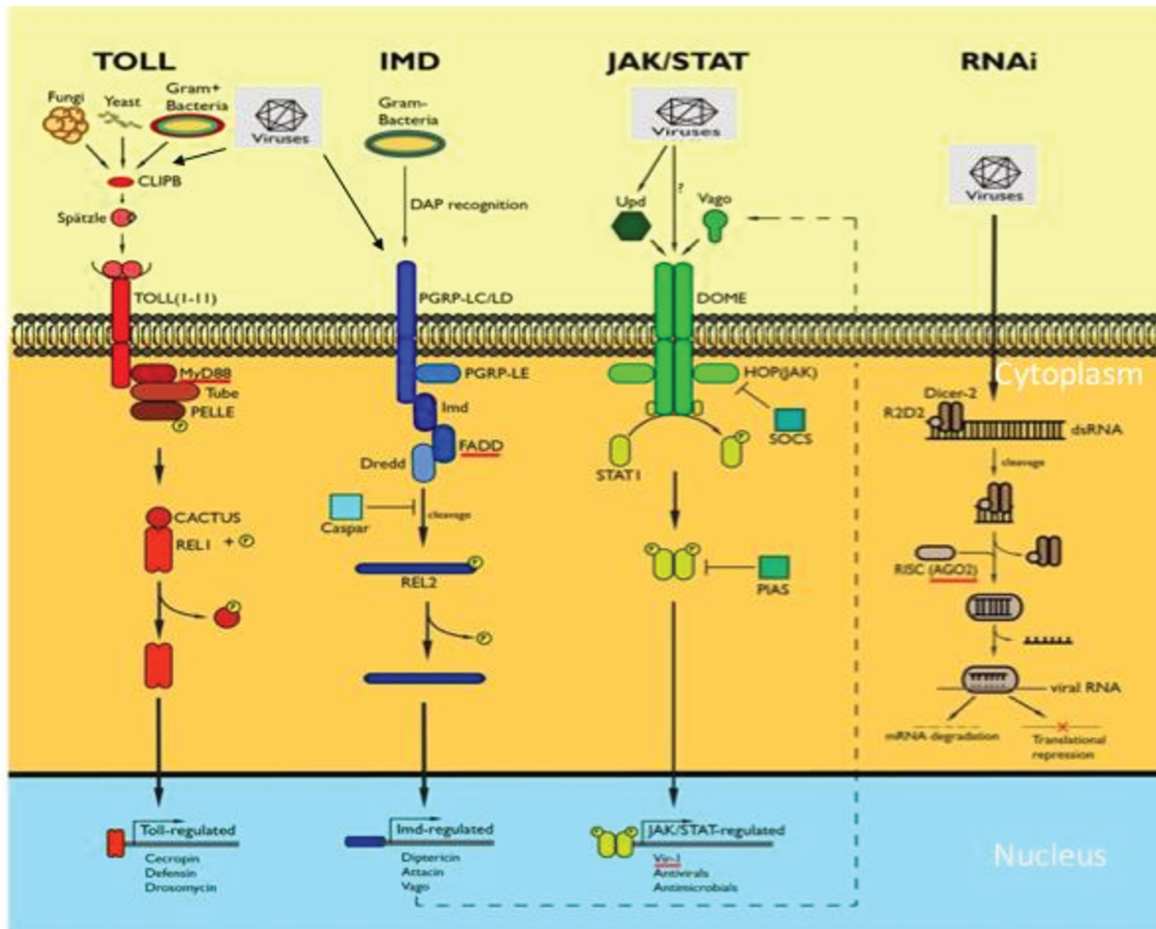 TOLL
IMD
JAK/STAT
RNAi
Fungi
Yeast
Gram+
Bacteria
Viruses
CLIPB
Spätzle
TOLL(1-11)
MyD88
Tube
PELLE
P
CACTUS
REL1 + P
P
Gram-
Bacteria
DAP recognition
PGRP-LC/LD
PGRP-LE
Imd
FADD
Dredd
Caspar
cleavage
P
REL2
P
Viruses
?
Upd
Vago
DOME
HOP(JAK)
SOCS
STAT1
P
P P
PIAS
Viruses
Cytoplasm
Dicer-2
R2D2
dsRNA
cleavage
RISC (AGO2)
viral RNA
mRNA degradation
Translational
repression
Toll-regulated
Cecropin
Defensin
Drosomycin
Imd-regulated
Diptericin
Attacin
Vago
P P
JAK/STAT-regulated
Vir-1
Antivirals
Antimicrobials
Nucleus